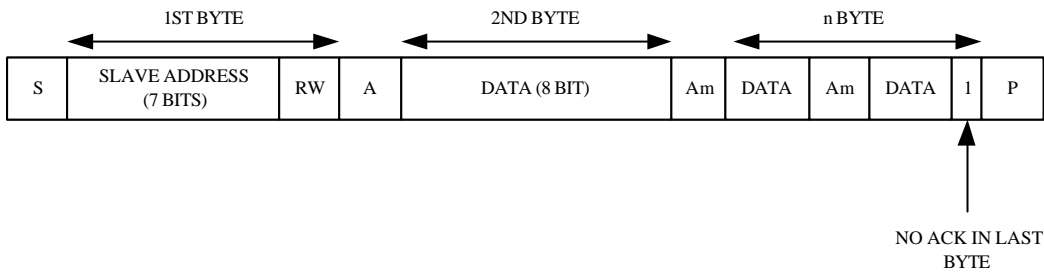 1ST BYTE 2ND BYTE n BYTE
S SLAVE ADDRESS (7 BITS) RW A DATA (8 BIT) Am DATA Am DATA 1 P
NO ACK IN LAST
BYTE